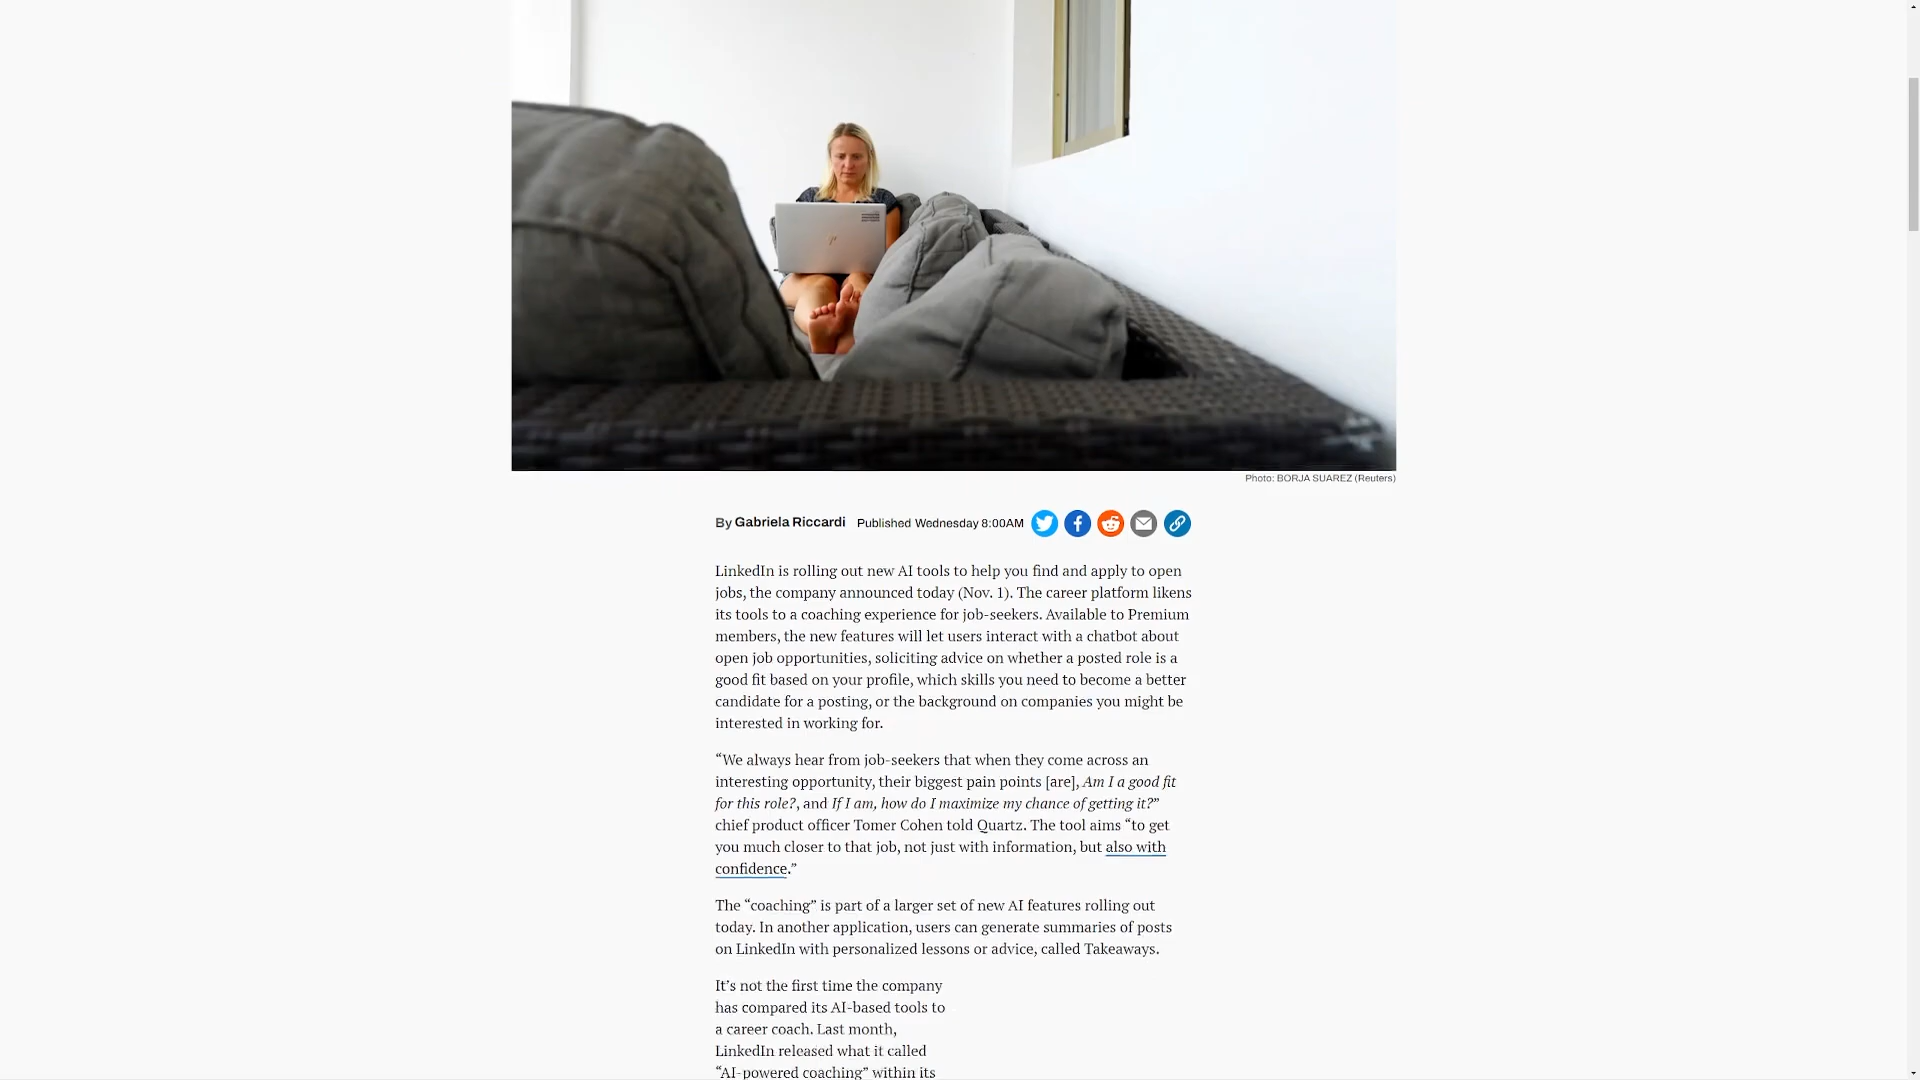 Photo: BORJA SUAREZ (Reuters)
By Gabriela Riccardi Published Wednesday 8:00AM
LinkedIn is rolling out new AI tools to help you find and apply to open
jobs, the company announced today (Nov. 1). The career platform likens
its tools to a coaching experience for job-seekers. Available to Premium
members, the new features will let users interact with a chatbot about
open job opportunities, soliciting advice on whether a posted role is a
good fit based on your profile, which skills you need to become a better
candidate for a posting, or the background on companies you might be
interested in working for.
“We always hear from job-seekers that when they come across an
interesting opportunity, their biggest pain points [are], Am I a good fit
for this role?, and If I am, how do I maximize my chance of getting it?”
chief product officer Tomer Cohen told Quartz. The tool aims “to get
you much closer to that job, not just with information, but also with
confidence.”
The “coaching” is part of a larger set of new AI features rolling out
today. In another application, users can generate summaries of posts
on LinkedIn with personalized lessons or advice, called Takeaways.
It’s not the first time the company
has compared its AI-based tools to
a career coach. Last month,
LinkedIn released what it called
“AI-powered coaching” within its